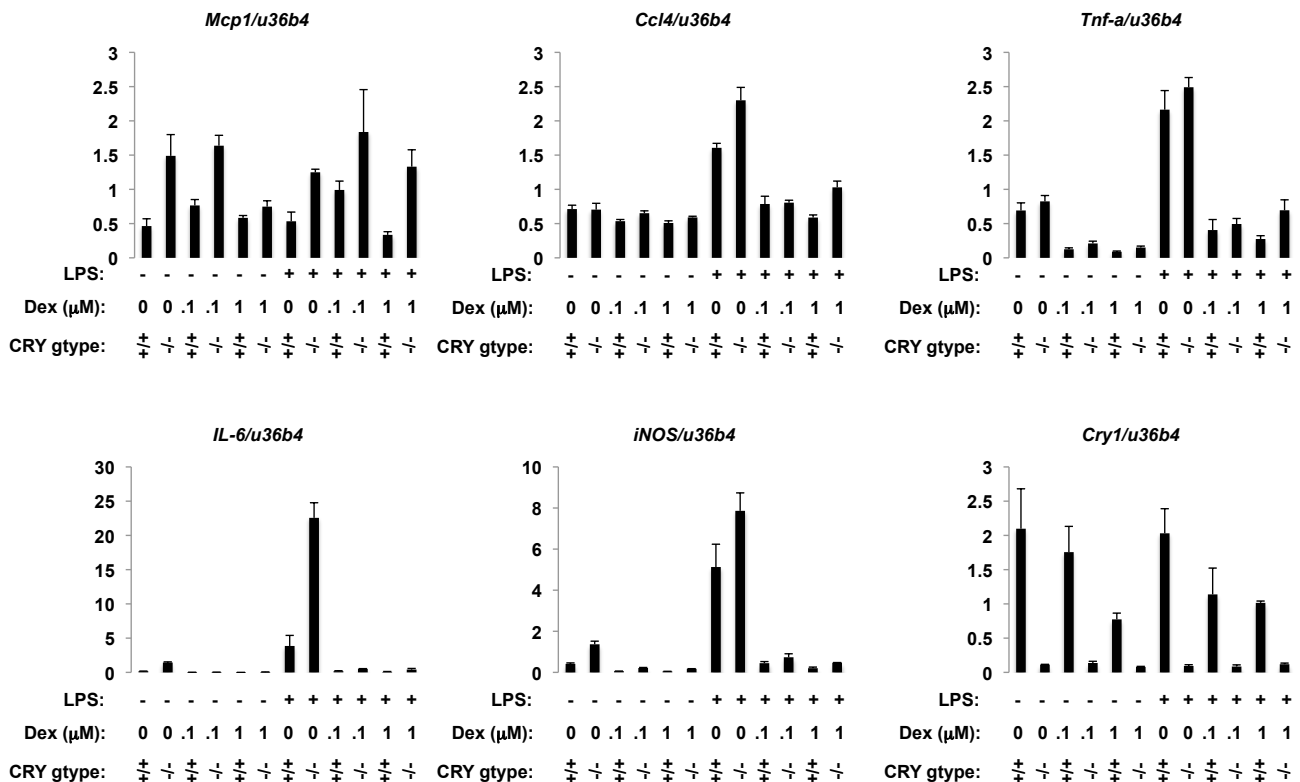 Mcp1/u36b4
3
2.5
2
1.5
1
0.5
0
LPS: - - - - - - + + + + + +
Dex (μM): 0 0 .1 .1 1 1 0 0 .1 .1 1 1
CRY gtype: +/+ -/- +/+ -/- +/+ -/- +/+ -/- +/+ -/- +/+ -/-
Ccl4/u36b4
3
2.5
2
1.5
1
0.5
0
LPS: - - - - - - + + + + + +
Dex (μM): 0 0 .1 .1 1 1 0 0 .1 .1 1 1
CRY gtype: +/+ -/- +/+ -/- +/+ -/- +/+ -/- +/+ -/- +/+ -/-
Tnf-a/u36b4
3
2.5
2
1.5
1
0.5
0
LPS: - - - - - - + + + + + +
Dex (μM): 0 0 .1 .1 1 1 0 0 .1 .1 1 1
CRY gtype: +/+ -/- +/+ -/- +/+ -/- +/+ -/- +/+ -/- +/+ -/-
IL-6/u36b4
30
25
20
15
10
5
0
LPS: - - - - - - + + + + + +
Dex (μM): 0 0 .1 .1 1 1 0 0 .1 .1 1 1
CRY gtype: +/+ -/- +/+ -/- +/+ -/- +/+ -/- +/+ -/- +/+ -/-
iNOS/u36b4
10
8
6
4
2
0
LPS: - - - - - - + + + + + +
Dex (μM): 0 0 .1 .1 1 1 0 0 .1 .1 1 1
CRY gtype: +/+ -/- +/+ -/- +/+ -/- +/+ -/- +/+ -/- +/+ -/-
Cry1/u36b4
3
2.5
2
1.5
1
0.5
0
LPS: - - - - - - + + + + + +
Dex (μM): 0 0 .1 .1 1 1 0 0 .1 .1 1 1
CRY gtype: +/+ -/- +/+ -/- +/+ -/- +/+ -/- +/+ -/- +/+ -/-